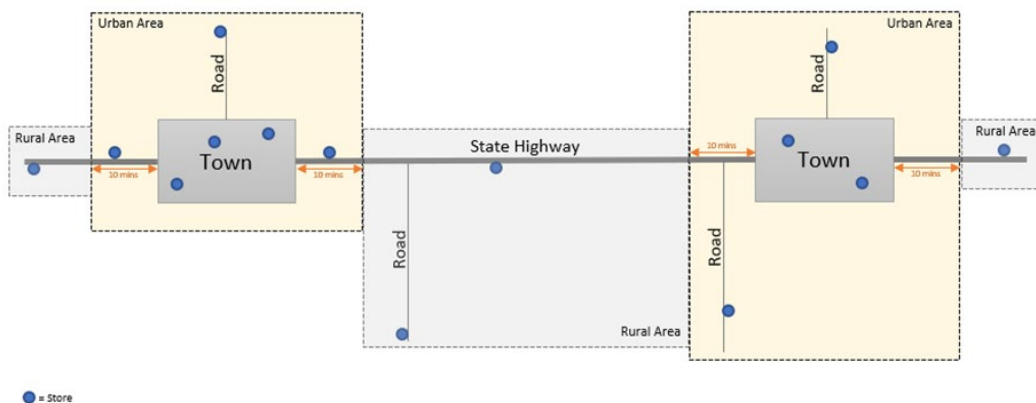 Urban Area
Urban Area
Road
Road
Rural Area
State Highway
Rural Area
Town
Town
10 mins
10 mins
10 mins
10 mins
Road
Road
Rural Area
= Store